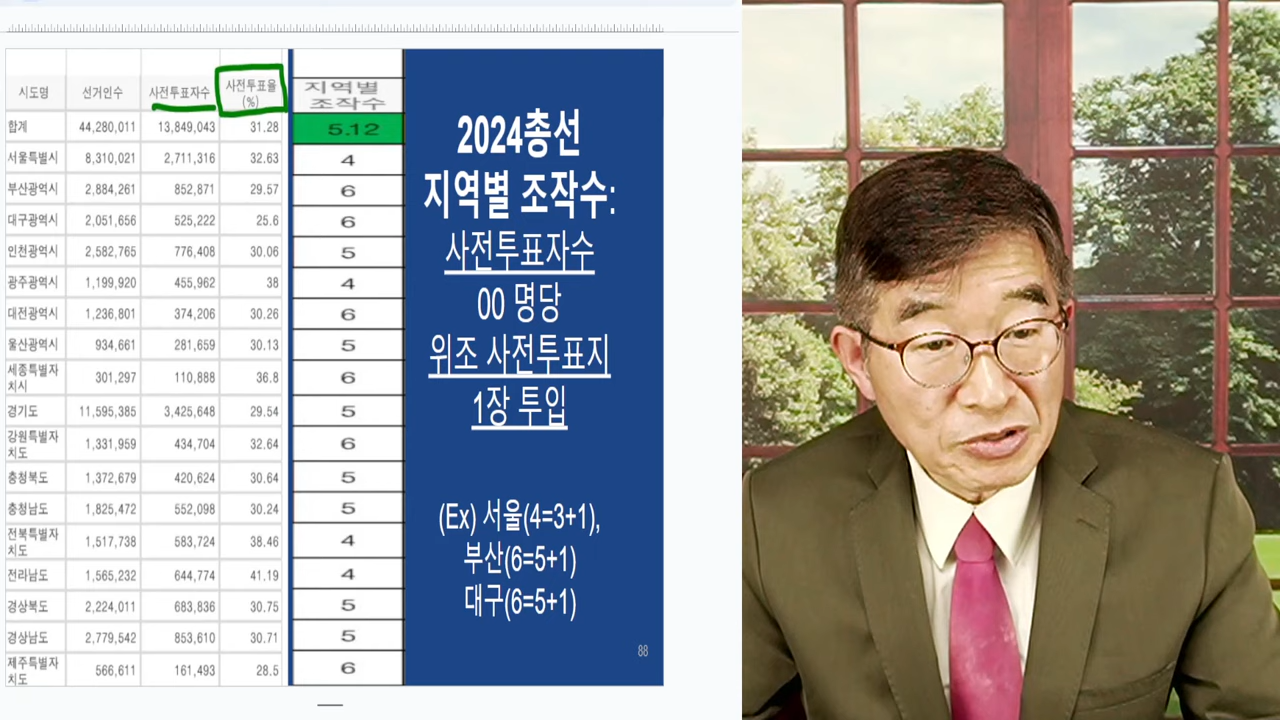 시도명 선거인수 사전투표자수 사전투표율 (%) 지역별 조작수
합계 44,280,011 13,849,043 31.28 5.12
서울특별시 8,310,021 2,711,316 32.63 4
부산광역시 2,884,261 852,871 29.57 6
대구광역시 2,051,656 525,222 25.6 6
인천광역시 2,582,765 776,408 30.06 5
광주광역시 1,199,920 455,962 38 4
대전광역시 1,236,801 374,206 30.26 6
울산광역시 934,661 281,659 30.13 5
세종특별자치시 301,297 110,888 36.8 6
경기도 11,595,385 3,425,648 29.54 5
강원특별자치도 1,331,959 434,704 32.64 6
충청북도 1,372,679 420,624 30.64 5
충청남도 1,825,472 552,098 30.24 5
전북특별자치도 1,517,738 583,724 38.46 4
전라남도 1,565,232 644,774 41.19 4
경상북도 2,224,011 683,836 30.75 5
경상남도 2,779,542 853,610 30.71 5
제주특별자치도 566,611 161,493 28.5 6
2024총선
지역별 조작수:
사전투표자수
00 명당
위조 사전투표지
1장 투입
(Ex) 서울(4=3+1),
부산(6=5+1)
대구(6=5+1)
88